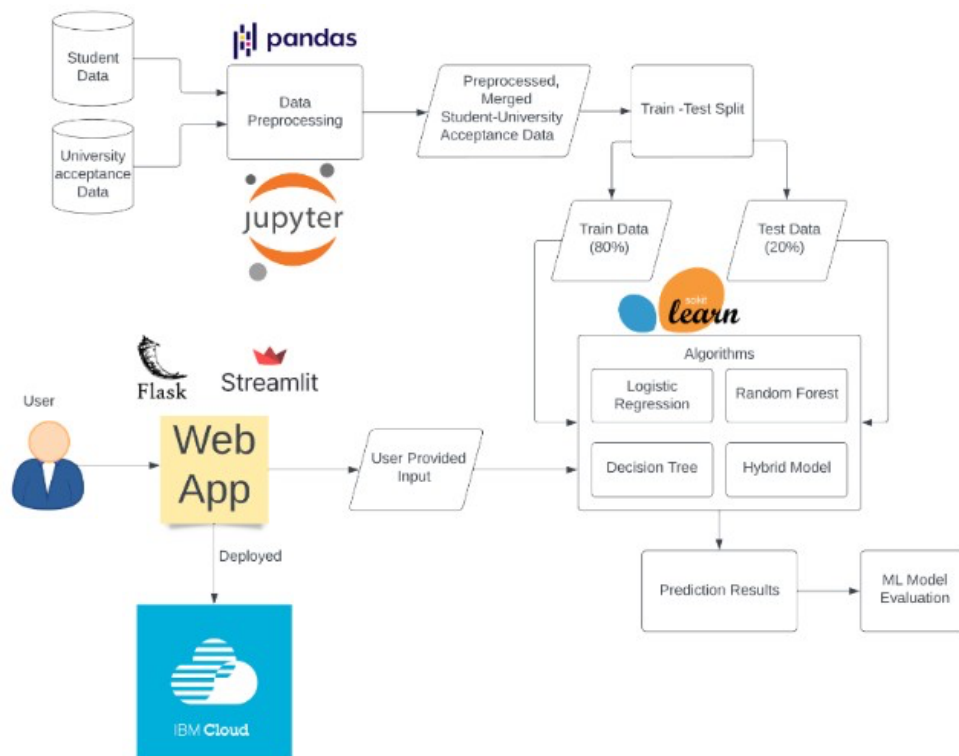 Student
Data
pandas
Data
Preprocessing
Preprocessed,
Merged
Student-University
Acceptance Data
Train -Test Split
University
acceptance
Data
jupyter
Train Data
(80%)
Test Data
(20%)
scikit
learn
Algorithms
Logistic
Regression
Random Forest
Decision Tree
Hybrid Model
Flask
Streamlit
User
Web
App
User Provided
Input
Deployed
Prediction Results
ML Model
Evaluation
IBM Cloud